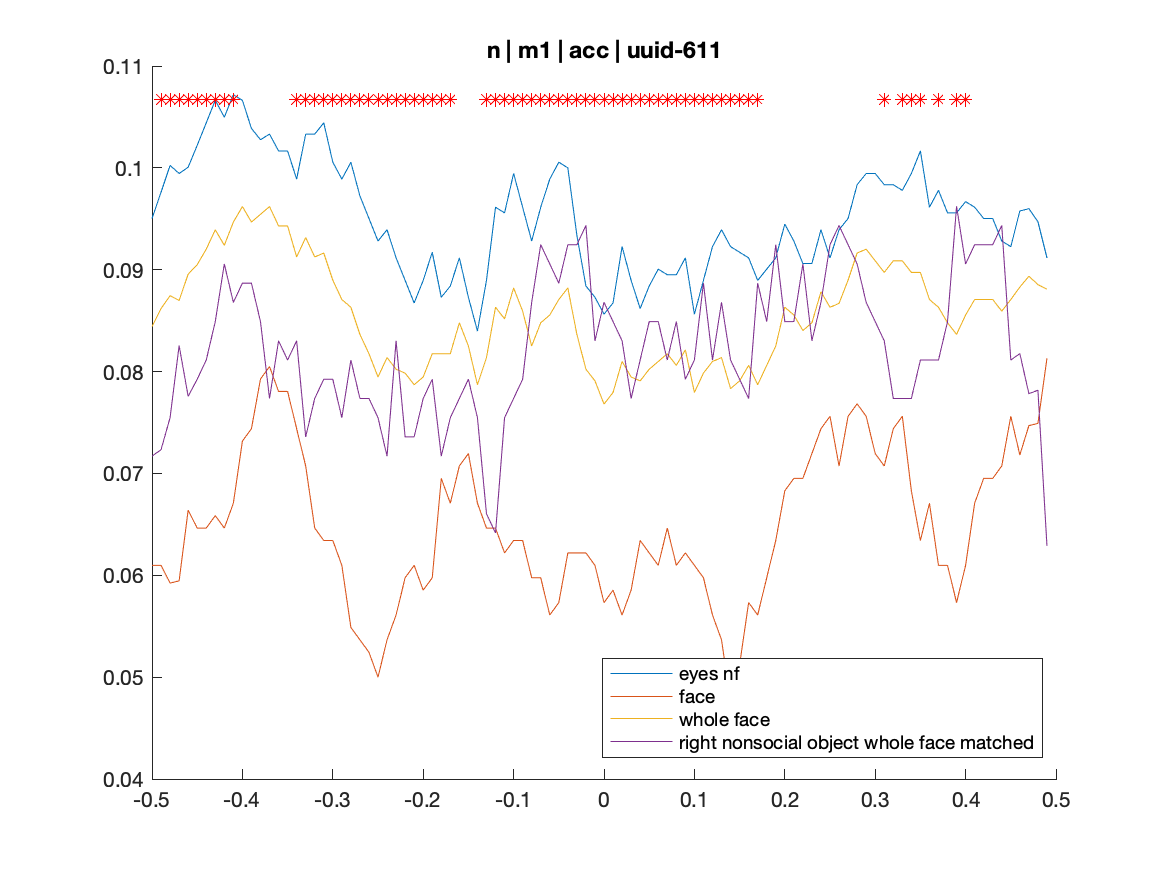 n | m1 | acc | uuid-611
0.11
0.1
0.09
0.08
0.07
0.06
0.05
0.04
-0.5 -0.4 -0.3 -0.2 -0.1 0 0.1 0.2 0.3 0.4 0.5
eyes nf
face
whole face
right nonsocial object whole face matched